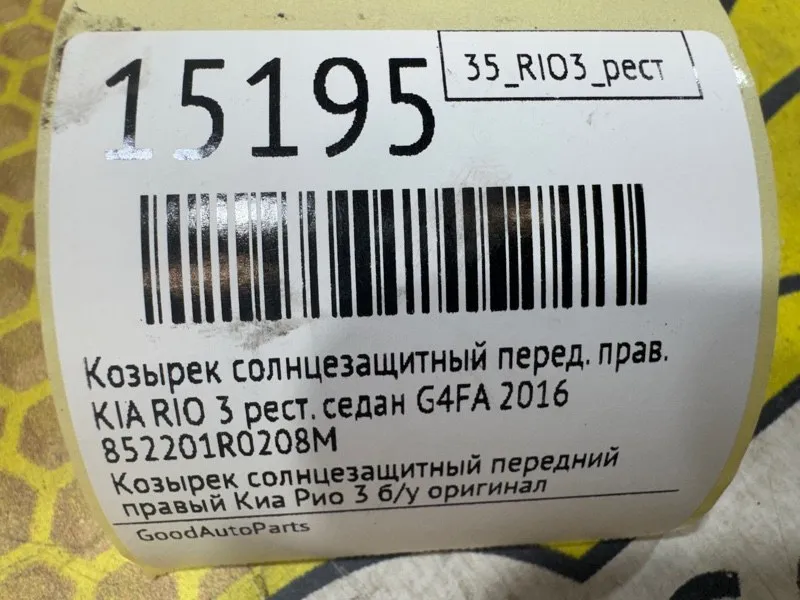 15195
35_RIO3_рест
Козырек солнцезащитный перед. прав.
KIA RIO 3 рест. седан G4FA 2016
852201R0208M
Козырек солнцезащитный передний
правый Киа Рио 3 б/у оригинал
GoodAutoParts